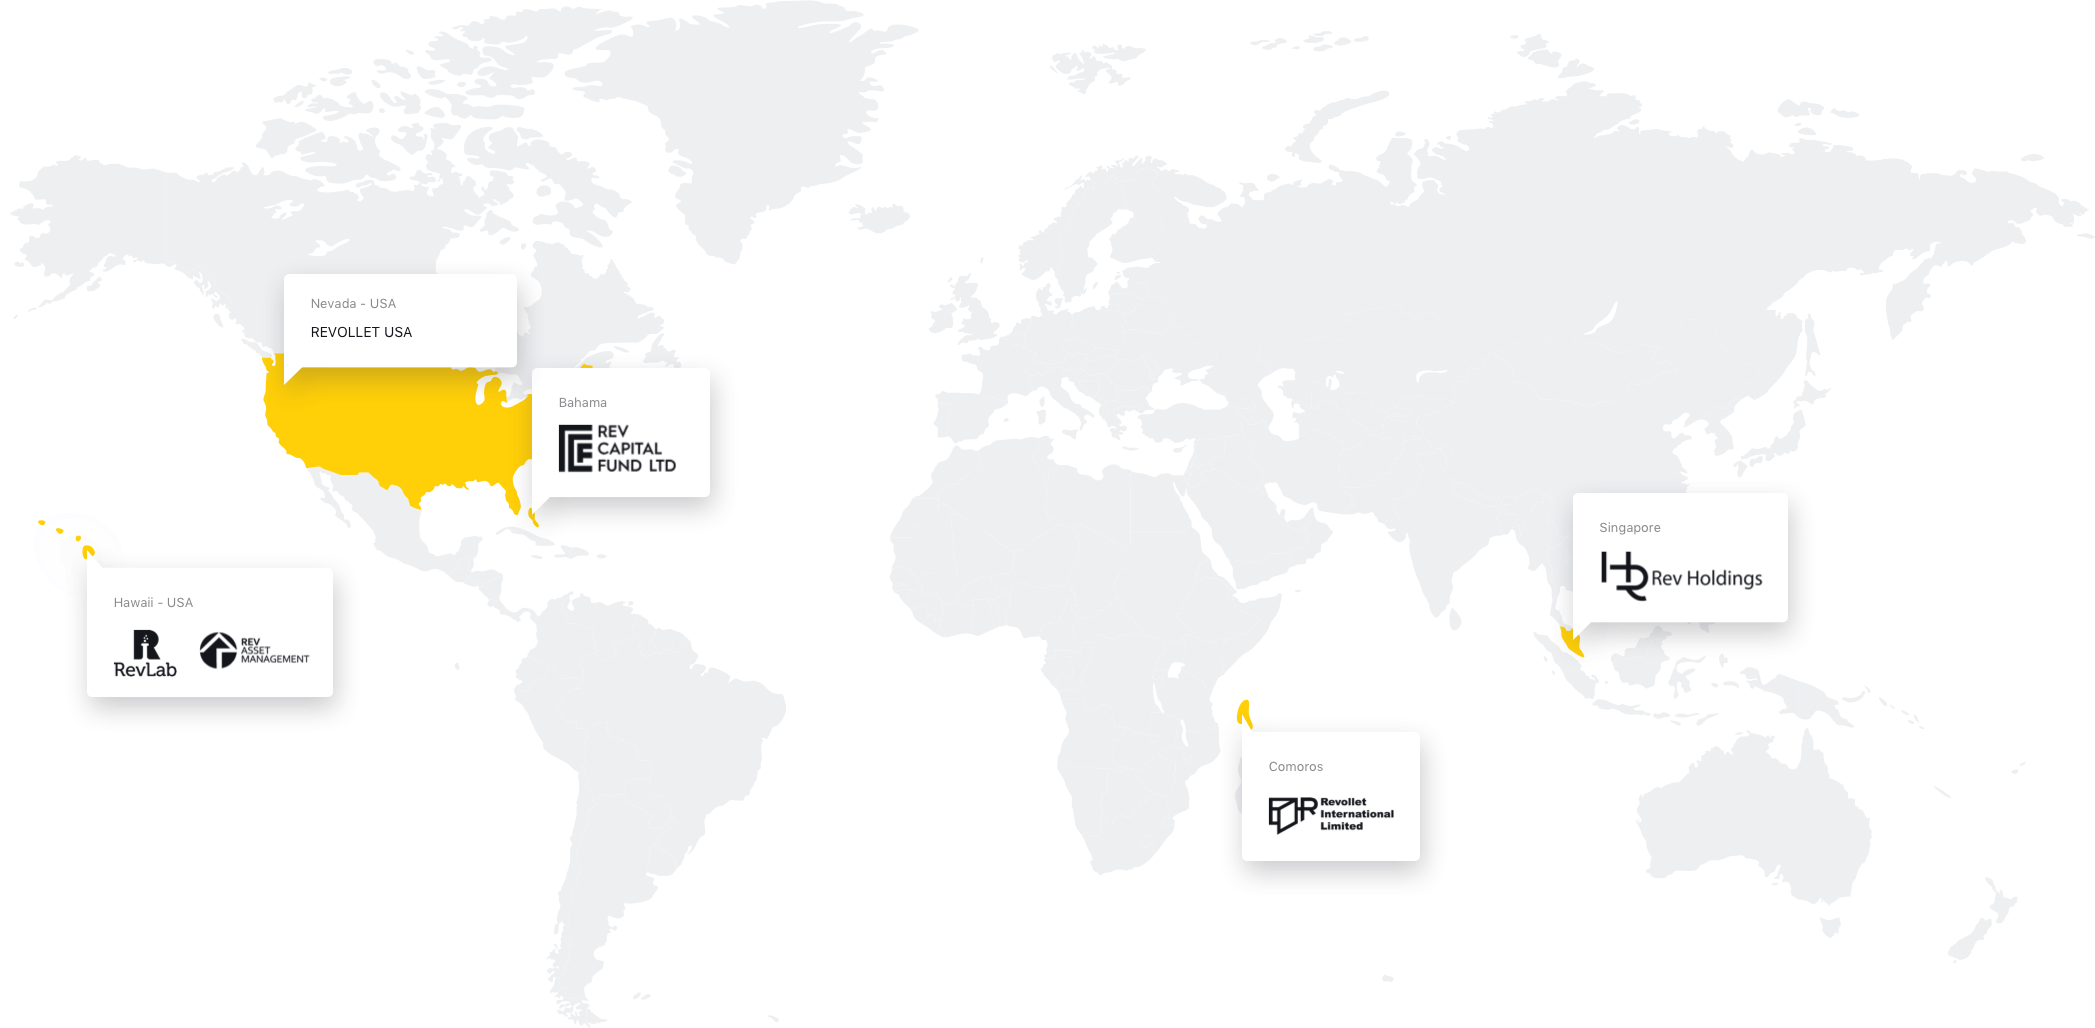 Nevada - USA
REVOLLET USA
Bahama
REV
CAPITAL
FUND LTD
Singapore
Rev Holdings
Hawaii - USA
RevLab
REV
ASSET
MANAGEMENT
Comoros
Revollet
International
Limited